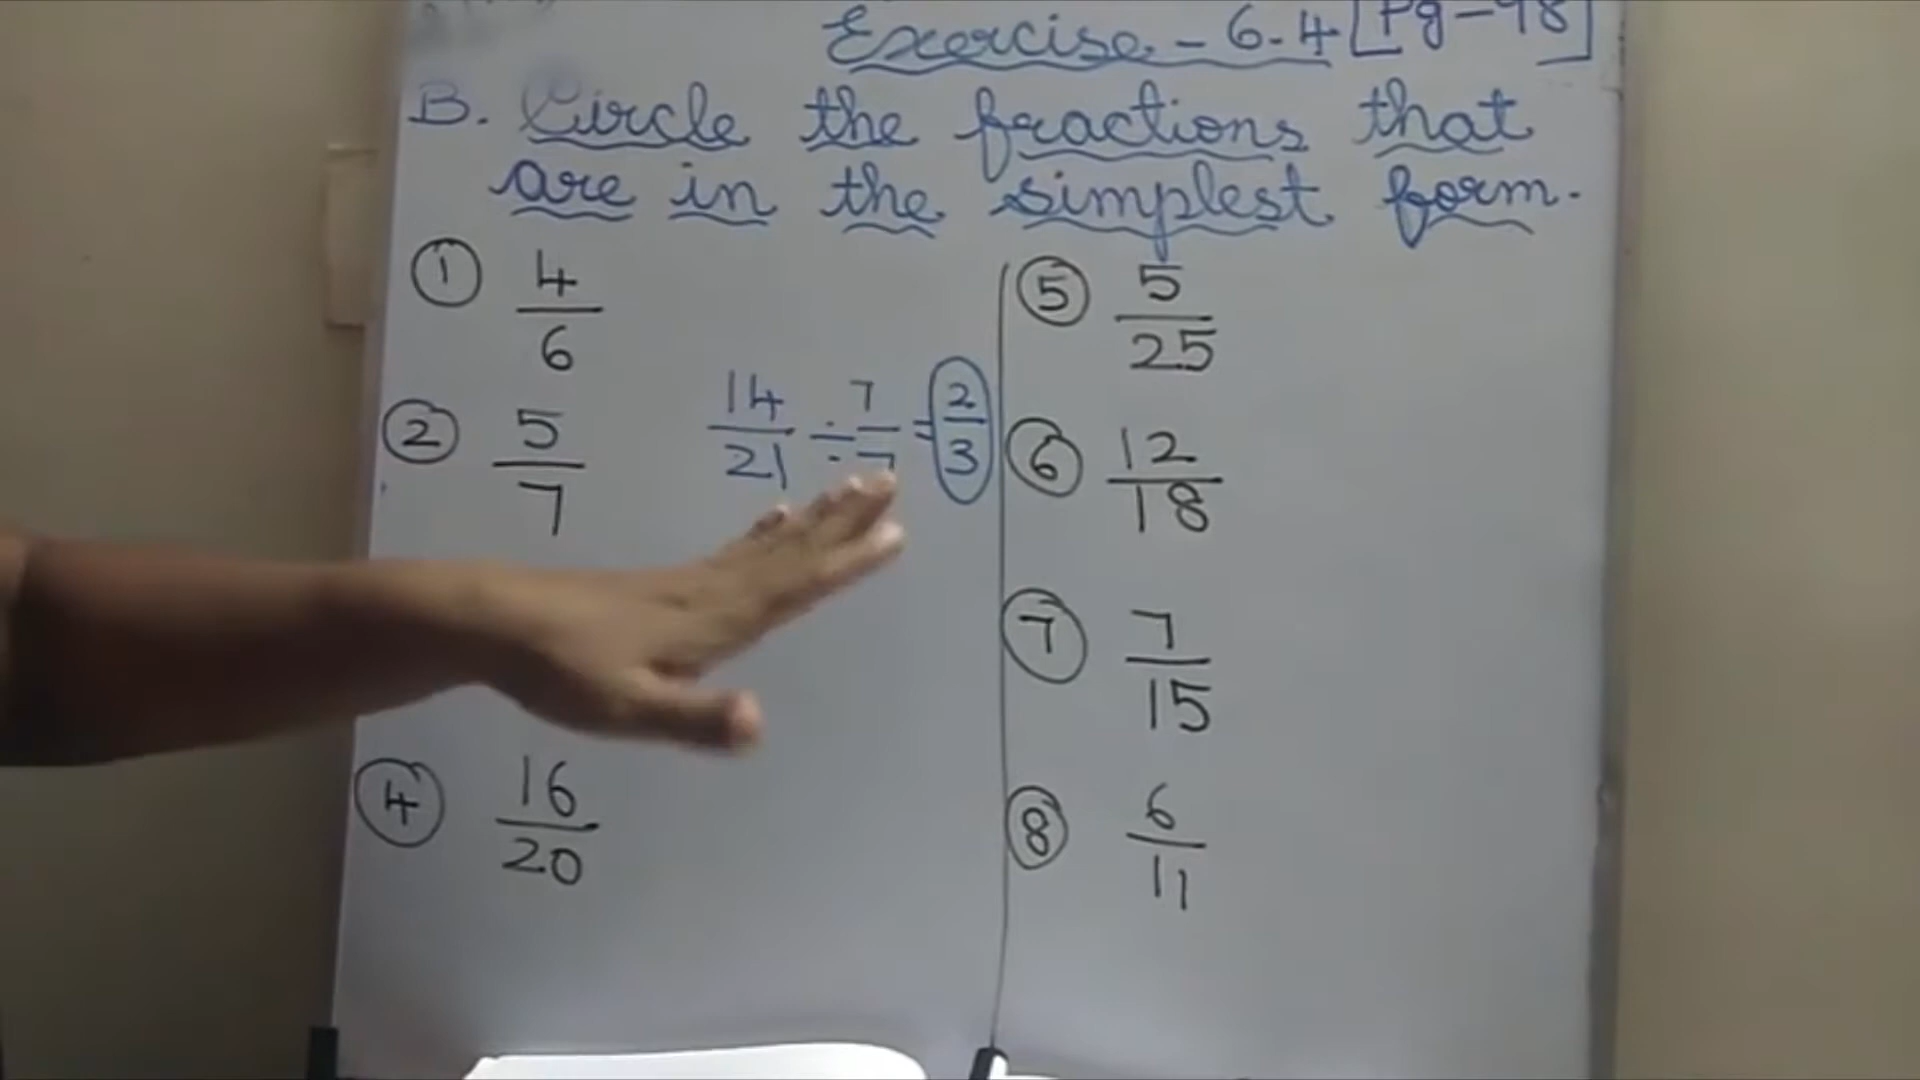 Exercise - 6.4 [Pg-98]
B. Circle the fractions that
are in the simplest form.
① 4/6
② 5/7
14/21 ÷ 7/÷ 7 = 2/3
④ 16/20
⑤ 5/25
⑥ 12/18
⑦ 7/15
⑧ 6/11